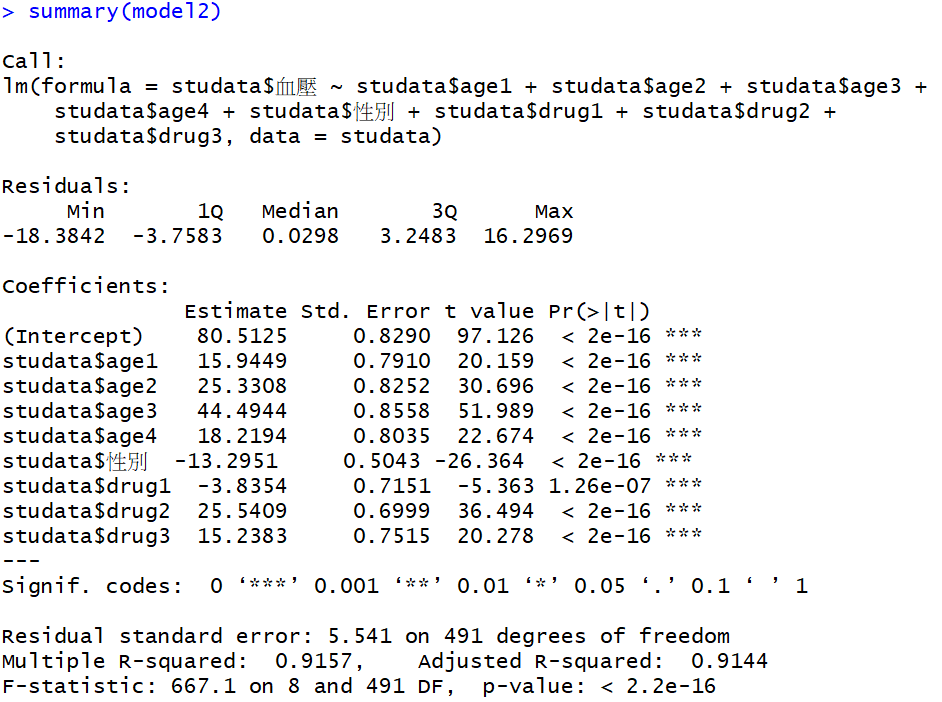 > summary(model2)
Call:
lm(formula = studata$血壓 ~ studata$age1 + studata$age2 + studata$age3 +
studata$age4 + studata$性別 + studata$drug1 + studata$drug2 +
studata$drug3, data = studata)
Residuals:
Min 1Q Median 3Q Max
-18.3842 -3.7583 0.0298 3.2483 16.2969
Coefficients:
Estimate Std. Error t value Pr(>|t|)
(Intercept) 80.5125 0.8290 97.126 < 2e-16 ***
studata$age1 15.9449 0.7910 20.159 < 2e-16 ***
studata$age2 25.3308 0.8252 30.696 < 2e-16 ***
studata$age3 44.4944 0.8558 51.989 < 2e-16 ***
studata$age4 18.2194 0.8035 22.674 < 2e-16 ***
studata$性別 -13.2951 0.5043 -26.364 < 2e-16 ***
studata$drug1 -3.8354 0.7151 -5.363 1.26e-07 ***
studata$drug2 25.5409 0.6999 36.494 < 2e-16 ***
studata$drug3 15.2383 0.7515 20.278 < 2e-16 ***
---
Signif. codes: 0 ‘***’ 0.001 ‘**’ 0.01 ‘*’ 0.05 ‘.’ 0.1 ‘ ’ 1
Residual standard error: 5.541 on 491 degrees of freedom
Multiple R-squared: 0.9157, Adjusted R-squared: 0.9144
F-statistic: 667.1 on 8 and 491 DF, p-value: < 2.2e-16